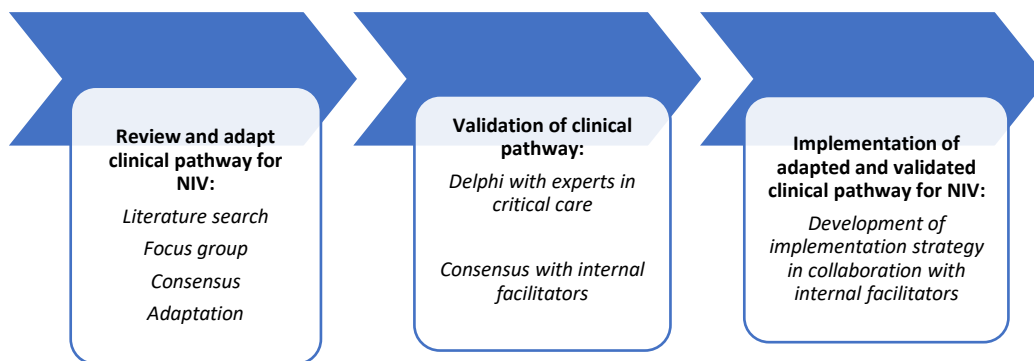 Review and adapt
clinical pathway for
NIV:
Literature search
Focus group
Consensus
Adaptation
Validation of clinical
pathway:
Delphi with experts in
critical care
Consensus with internal
facilitators
Implementation of
adapted and validated
clinical pathway for NIV:
Development of
implementation strategy
in collaboration with
internal facilitators